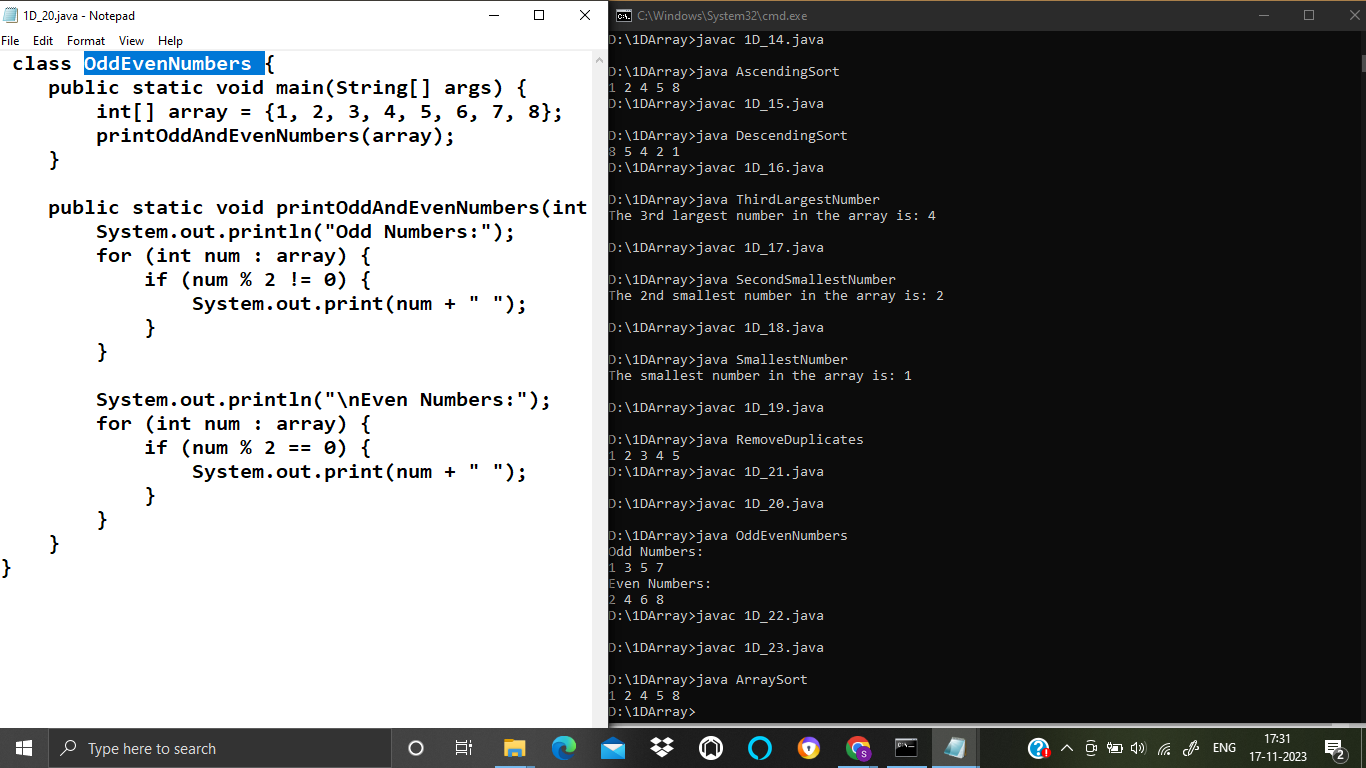 1D_20.java - Notepad
File Edit Format View Help
class OddEvenNumbers {
public static void main(String[] args) {
int[] array = {1, 2, 3, 4, 5, 6, 7, 8};
printOddAndEvenNumbers(array);
}
public static void printOddAndEvenNumbers(int
System.out.println("Odd Numbers:");
for (int num : array) {
if (num % 2 != 0) {
System.out.print(num + " ");
}
}
System.out.println("\nEven Numbers:");
for (int num : array) {
if (num % 2 == 0) {
System.out.print(num + " ");
}
}
}
}
C:\Windows\System32\cmd.exe
D:\1DArray>javac 1D_14.java
D:\1DArray>java AscendingSort
1 2 4 5 8
D:\1DArray>javac 1D_15.java
D:\1DArray>java DescendingSort
8 5 4 2 1
D:\1DArray>javac 1D_16.java
D:\1DArray>java ThirdLargestNumber
The 3rd largest number in the array is: 4
D:\1DArray>javac 1D_17.java
D:\1DArray>java SecondSmallestNumber
The 2nd smallest number in the array is: 2
D:\1DArray>javac 1D_18.java
D:\1DArray>java SmallestNumber
The smallest number in the array is: 1
D:\1DArray>javac 1D_19.java
D:\1DArray>java RemoveDuplicates
1 2 3 4 5
D:\1DArray>javac 1D_21.java
D:\1DArray>javac 1D_20.java
D:\1DArray>java OddEvenNumbers
Odd Numbers:
1 3 5 7
Even Numbers:
2 4 6 8
D:\1DArray>javac 1D_22.java
D:\1DArray>javac 1D_23.java
D:\1DArray>java ArraySort
1 2 4 5 8
D:\1DArray>
Type here to search
S
ENG
17:31
17-11-2023
2